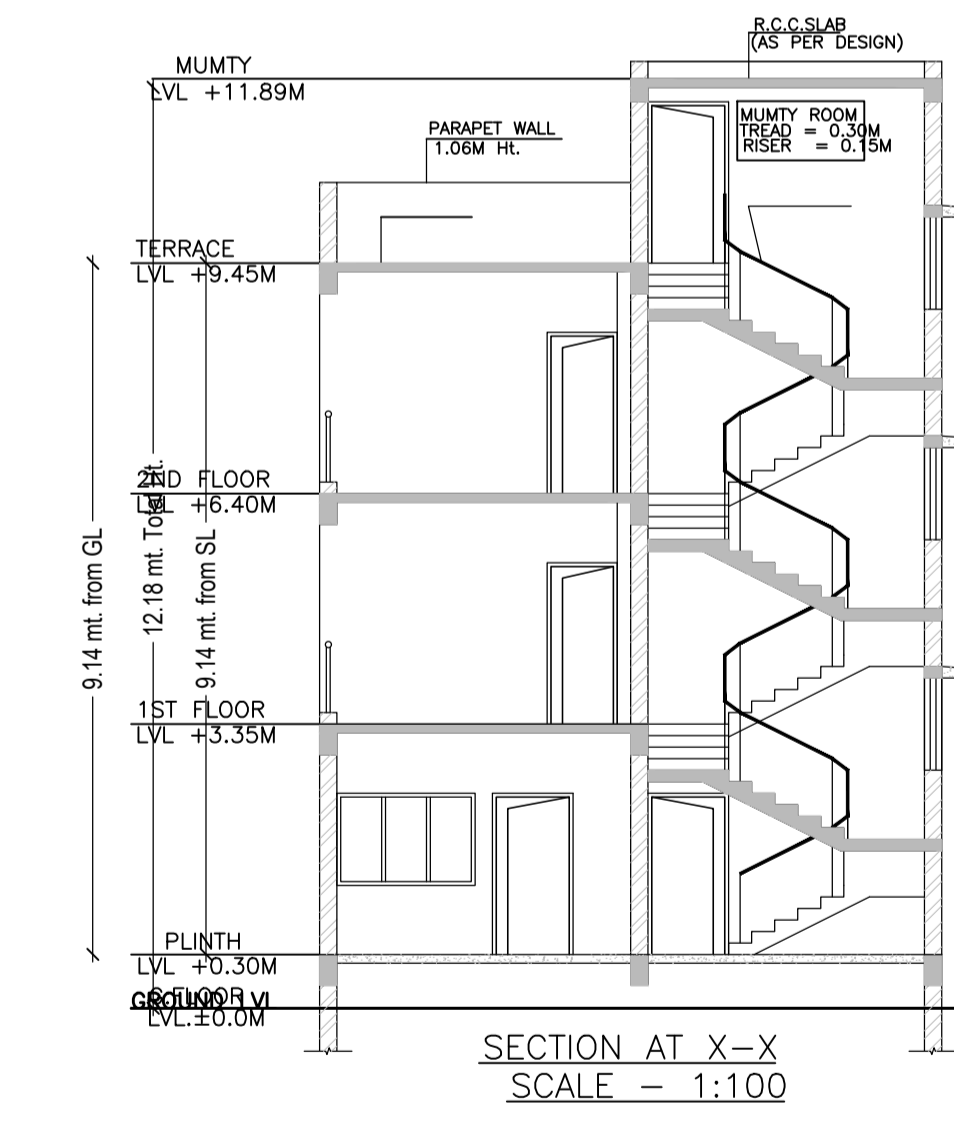 R.C.C.SLAB
(AS PER DESIGN)
MUMTY
LVL +11.89M
MUMTY ROOM
TREAD = 0.30M
RISER = 0.15M
PARAPET WALL
1.06M Ht.
TERRACE
LVL +9.45M
2ND FLOOR
LVL +6.40M
9.14 mt. from GL
12.18 mt. Total Ht.
9.14 mt. from SL
1ST FLOOR
LVL +3.35M
PLINTH
LVL +0.30M
GROUND LVL
FLOOR
LVL.±0.0M
SECTION AT X-X
SCALE - 1:100